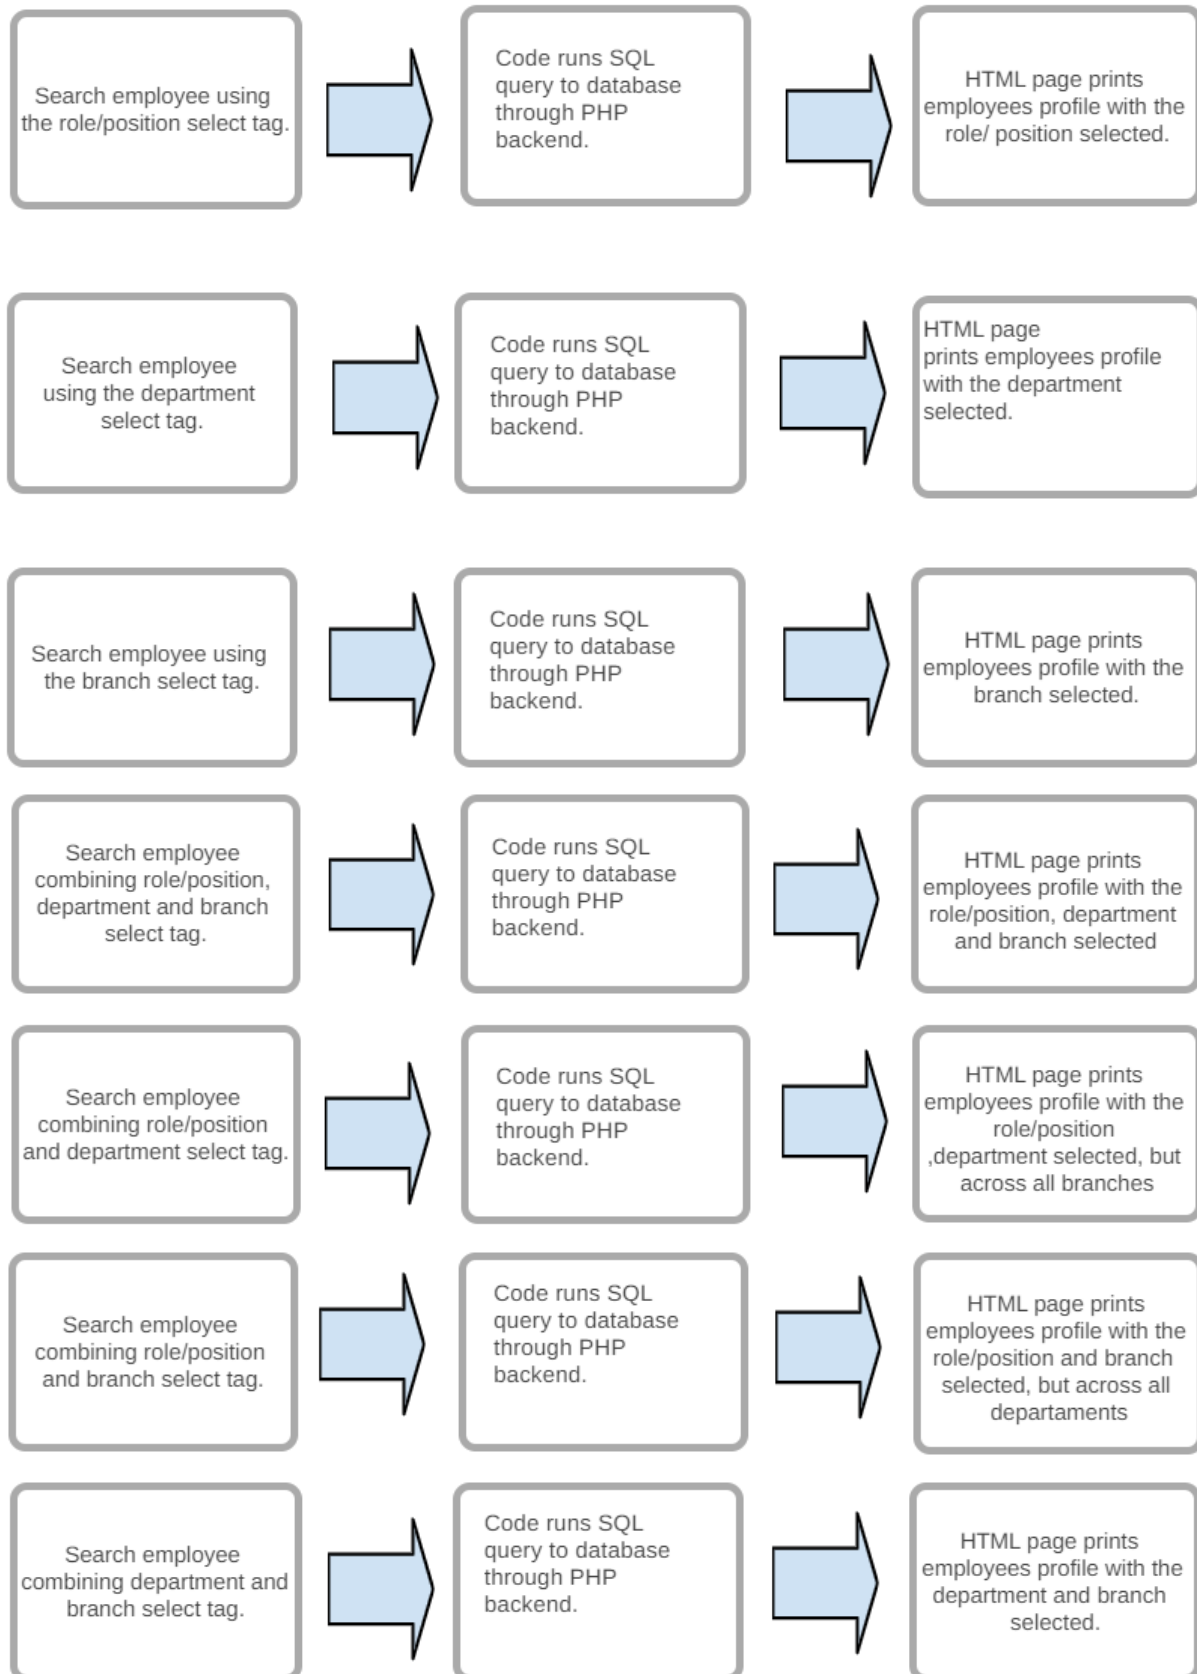 Search employee using
the role/position select tag.
Code runs SQL
query to database
through PHP
backend.
HTML page prints
employees profile with the
role/ position selected.
Search employee
using the department
select tag.
Code runs SQL
query to database
through PHP
backend.
HTML page
prints employees profile
with the department
selected.
Search employee using
the branch select tag.
Code runs SQL
query to database
through PHP
backend.
HTML page prints
employees profile with the
branch selected.
Search employee
combining role/position,
department and branch
select tag.
Code runs SQL
query to database
through PHP
backend.
HTML page prints
employees profile with the
role/position, department
and branch selected
Search employee
combining role/position
and department select tag.
Code runs SQL
query to database
through PHP
backend.
HTML page prints
employees profile with the
role/position
,department selected, but
across all branches
Search employee
combining role/position
and branch select tag.
Code runs SQL
query to database
through PHP
backend.
HTML page prints
employees profile with the
role/position and branch
selected, but across all
departaments
Search employee
combining department and
branch select tag.
Code runs SQL
query to database
through PHP
backend.
HTML page prints
employees profile with the
department and branch
selected.